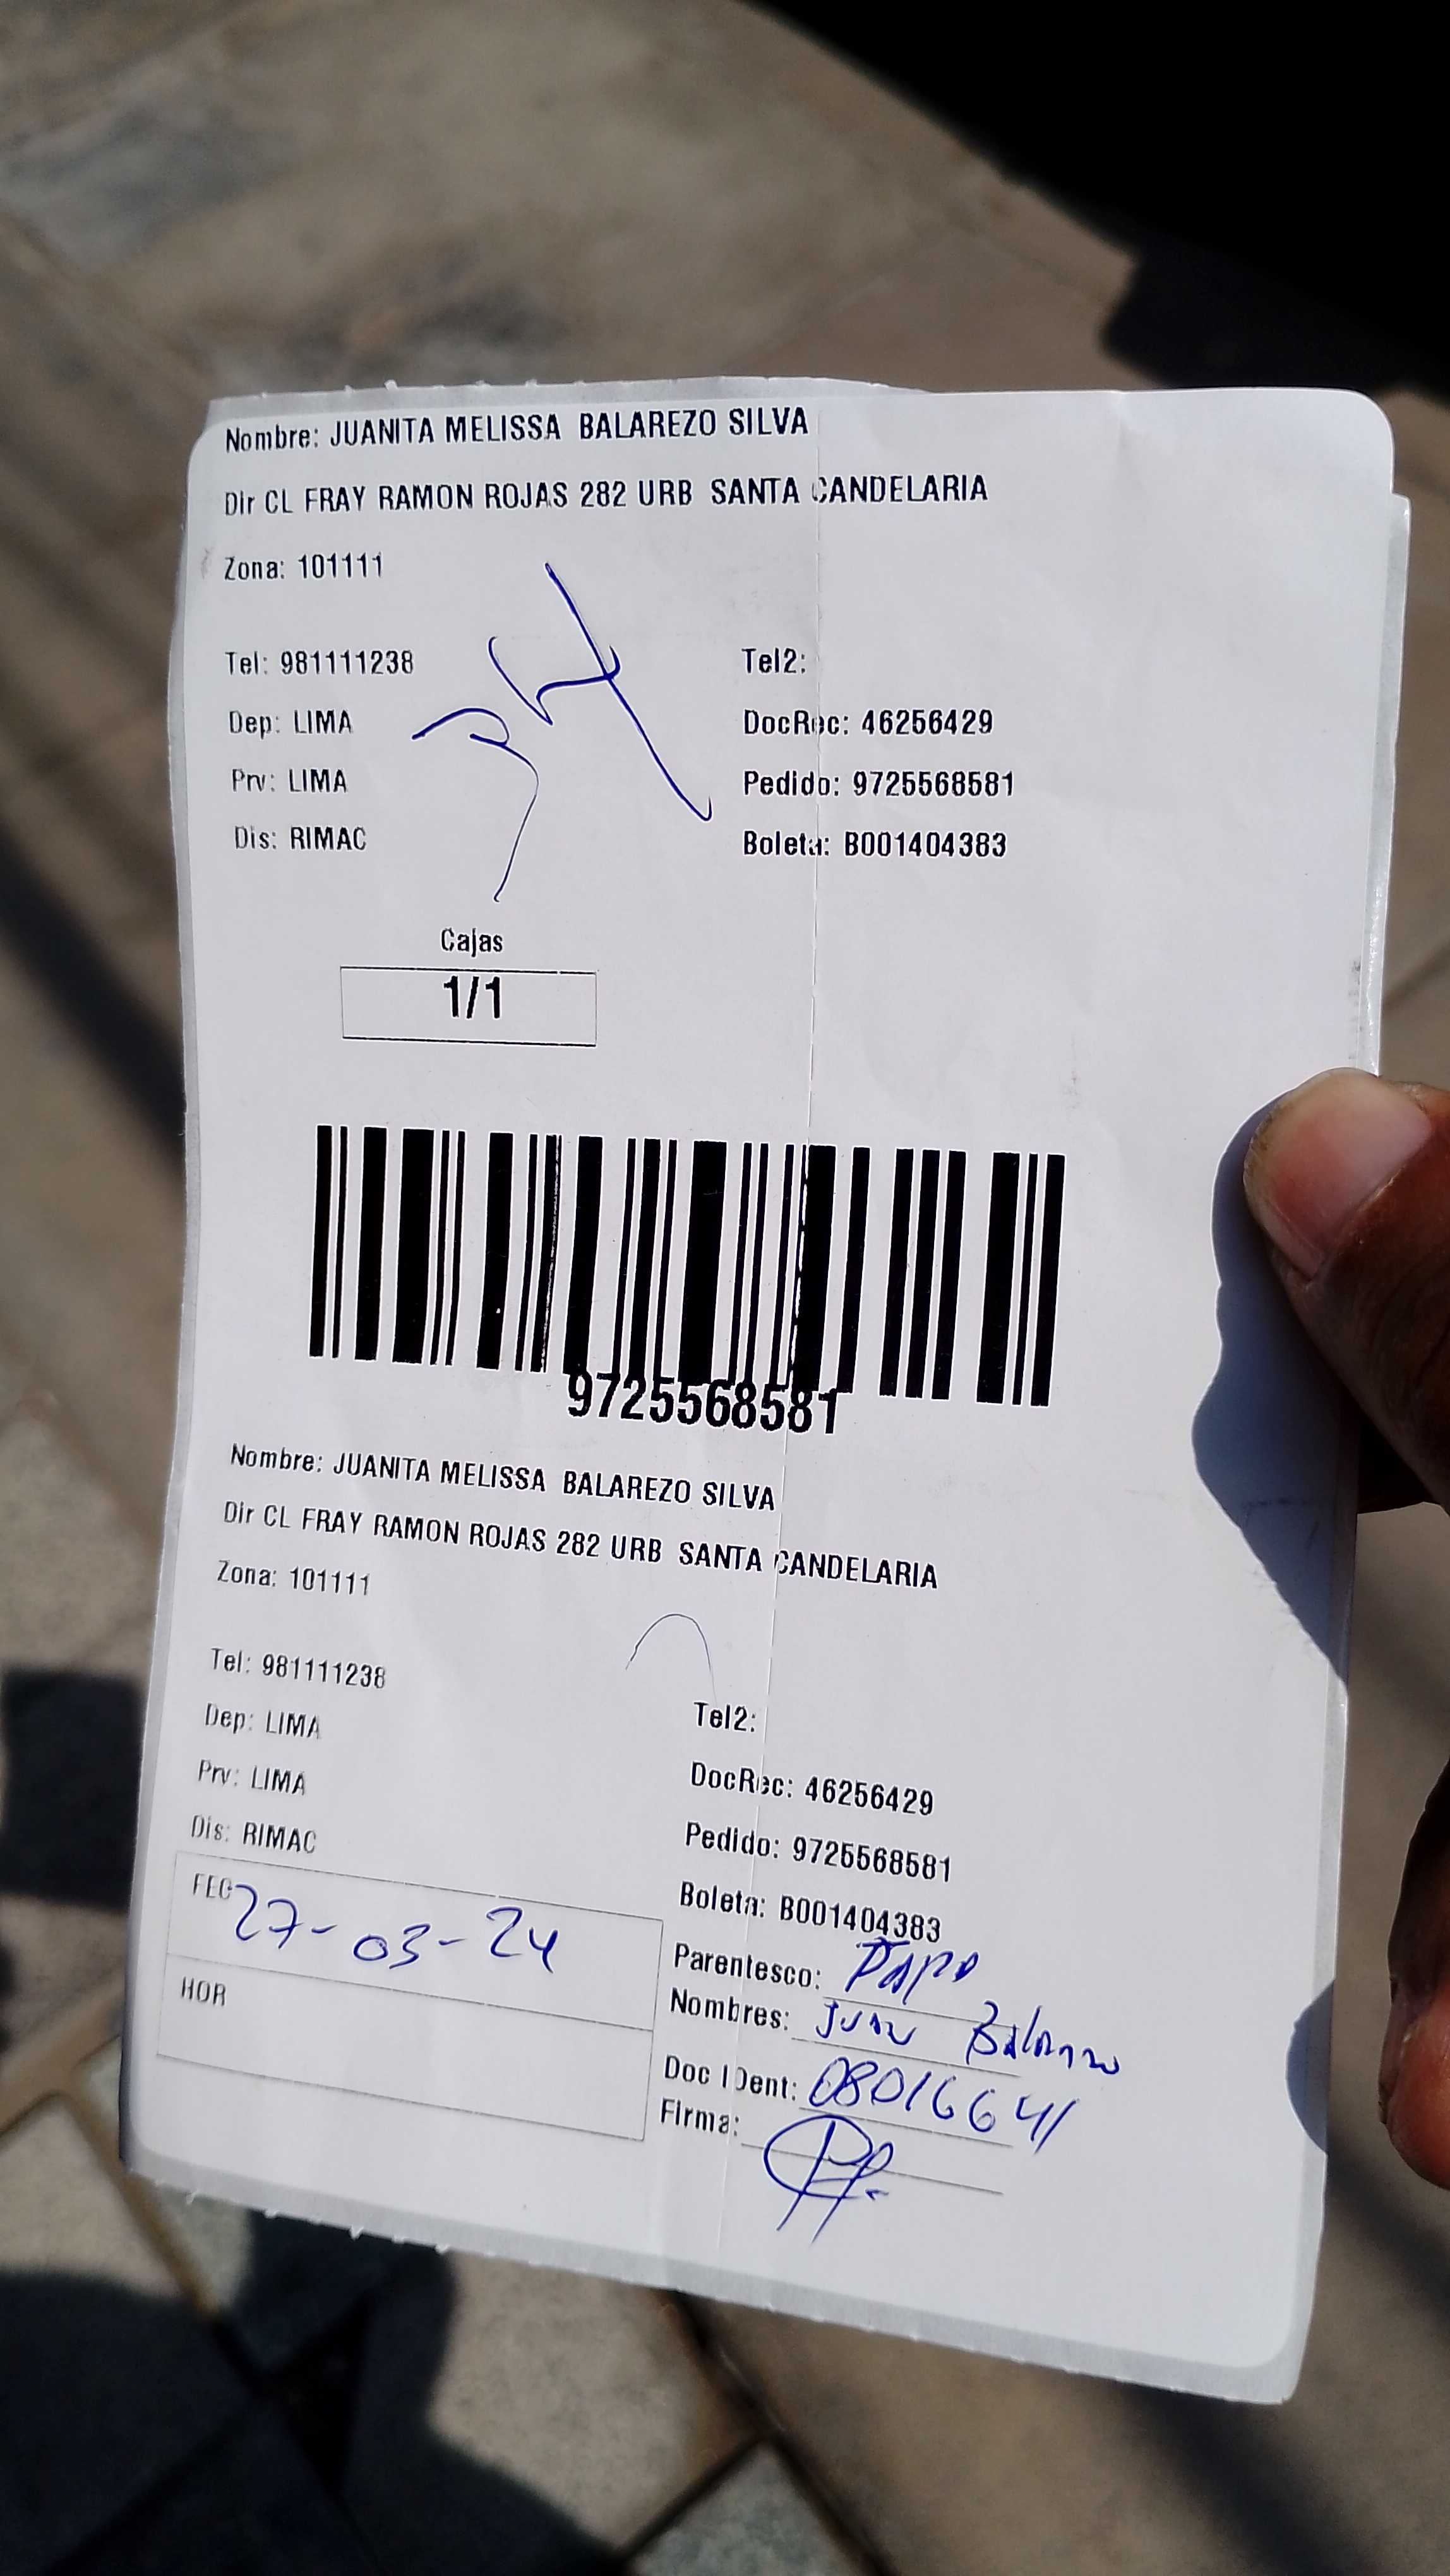 Nombre: JUANITA MELISSA BALAREZO SILVA
Dir CL FRAY RAMON ROJAS 282 URB SANTA CANDELARIA
Zona: 101111
Tel: 981111238 Tel2:
Dep: LIMA DocRec: 46256429
Prv: LIMA Pedido: 9725568581
Dis: RIMAC Boleta: B001404383
Cajas
1/1
9725568581
Nombre: JUANITA MELISSA BALAREZO SILVA
Dir CL FRAY RAMON ROJAS 282 URB SANTA CANDELARIA
Zona: 101111
Tel: 981111238 Tel2:
Dep: LIMA DocRec: 46256429
Prv: LIMA Pedido: 9725568581
Dis: RIMAC Boleta: B001404383
FEC 27-03-24
HOR
Parentesco: PAPA
Nombres: Juan
Doc IDent: 08016641
Firma: